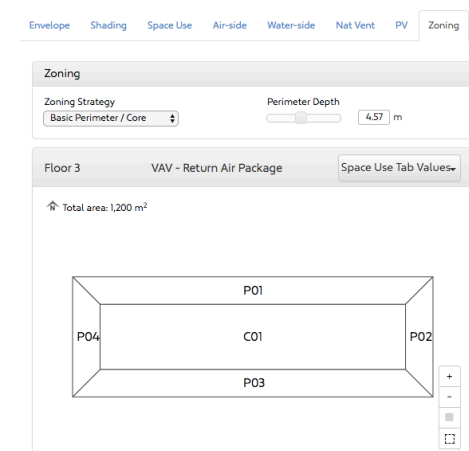 Envelope Shading Space Use Air-side Water-side Nat Vent PV Zoning
Zoning
Zoning Strategy Perimeter Depth
Basic Perimeter / Core 4.57 m
Floor 3 VAV - Return Air Package Space Use Tab Values
N Total area: 1,200 m²
P01
P04 C01 P02
P03
+
-